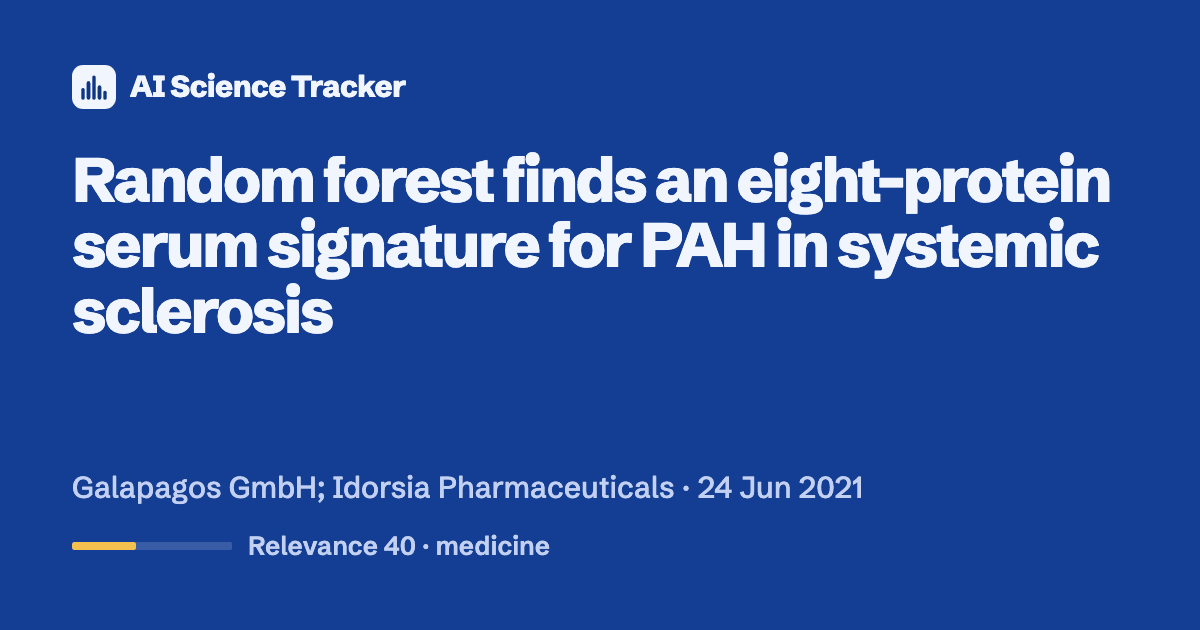 AI Science Tracker
Random forest finds an eight-protein
serum signature for PAH in systemic
sclerosis
Galapagos GmbH; Idorsia Pharmaceuticals · 24 Jun 2021
Relevance 40 · medicine